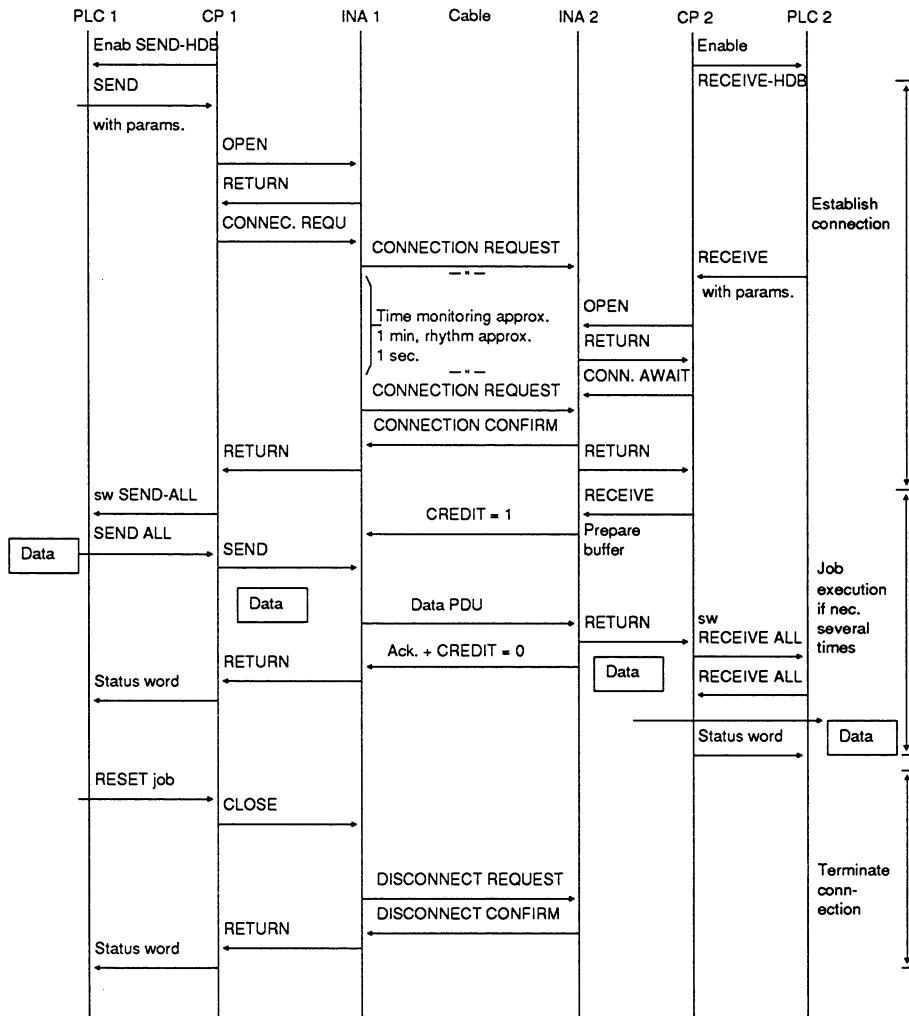 PLC 1 CP 1 INA 1 Cable INA 2 CP 2 PLC 2
Enab SEND-HDB
Enable
SEND
RECEIVE-HDB
with params.
OPEN
RETURN
CONNEC. REQU
Establish
connection
CONNECTION REQUEST
RECEIVE
— " —
with params.
OPEN
Time monitoring approx.
1 min, rhythm approx.
1 sec.
RETURN
— " —
CONN. AWAIT
CONNECTION REQUEST
CONNECTION CONFIRM
RETURN
RETURN
sw SEND-ALL
RECEIVE
CREDIT = 1
SEND ALL
Prepare
buffer
Data
SEND
Job
execution
if nec.
several
times
Data
Data PDU
RETURN
sw
RECEIVE ALL
Ack. + CREDIT = 0
RETURN
Data
RECEIVE ALL
Status word
Status word
Data
RESET job
CLOSE
DISCONNECT REQUEST
Terminate
conn-
ection
DISCONNECT CONFIRM
RETURN
Status word